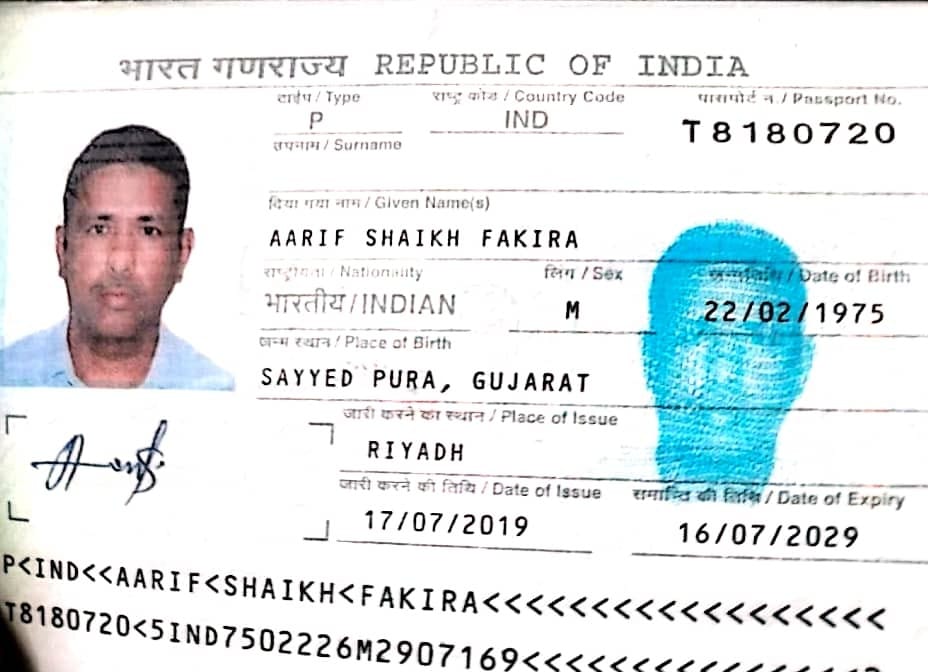 भारत गणराज्य REPUBLIC OF INDIA
टाईप / Type राष्ट्र कोड / Country Code पासपोर्ट न. / Passport No.
P IND T8180720
उपनाम / Surname
दिया गया नाम / Given Name(s)
AARIF SHAIKH FAKIRA
राष्ट्रीयता / Nationality लिंग / Sex जन्मतिथि / Date of Birth
भारतीय/INDIAN M 22/02/1975
जन्म स्थान / Place of Birth
SAYYED PURA, GUJARAT
जारी करने का स्थान / Place of Issue
RIYADH
जारी करने की तिथि / Date of Issue समाप्ति की तिथि / Date of Expiry
17/07/2019 16/07/2029
P<IND<<AARIF<SHAIKH<FAKIRA<<<<<<<<<<<<<<<<<<
T8180720<5IND7502226M2907169<<<<<<<<<<<<<<